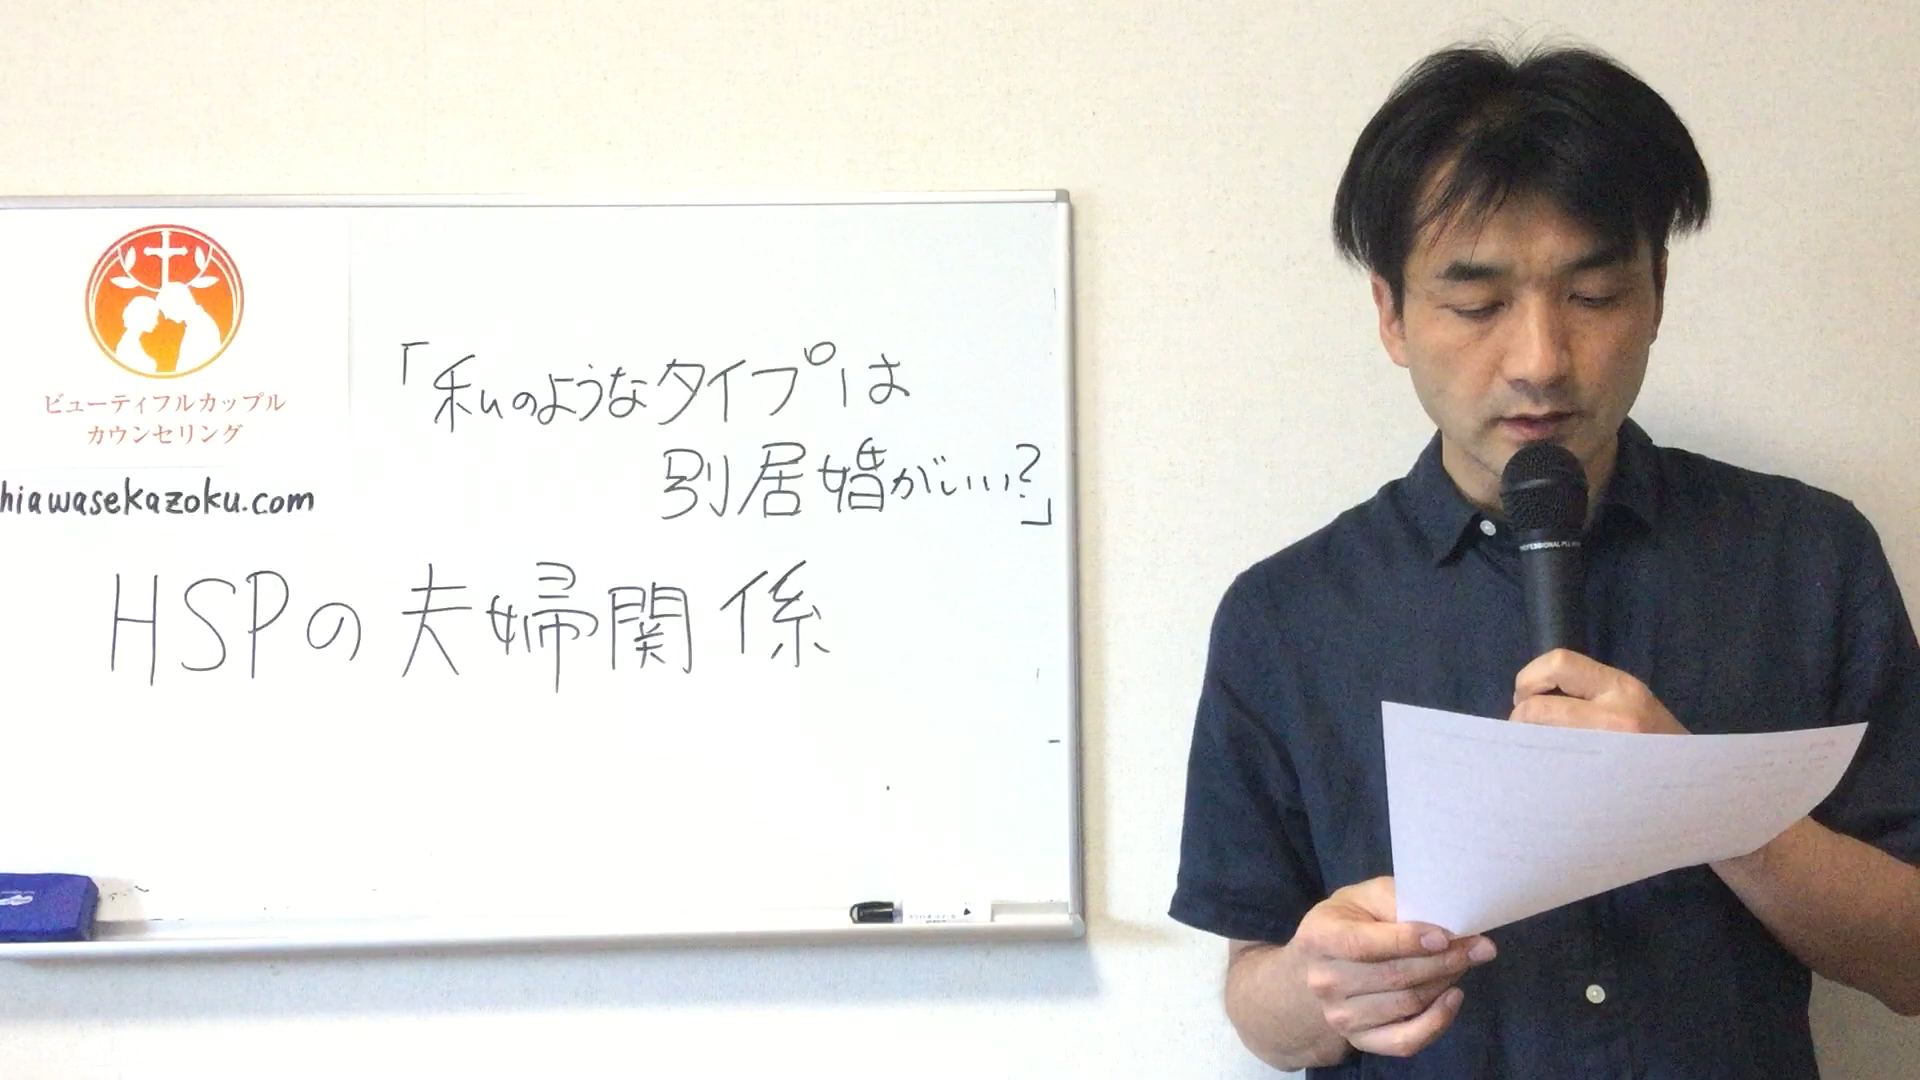 ビューティフルカップル
カウンセリング
hiawasekazoku.com
「私のようなタイプは
別居婚がいい?」
HSPの夫婦関係